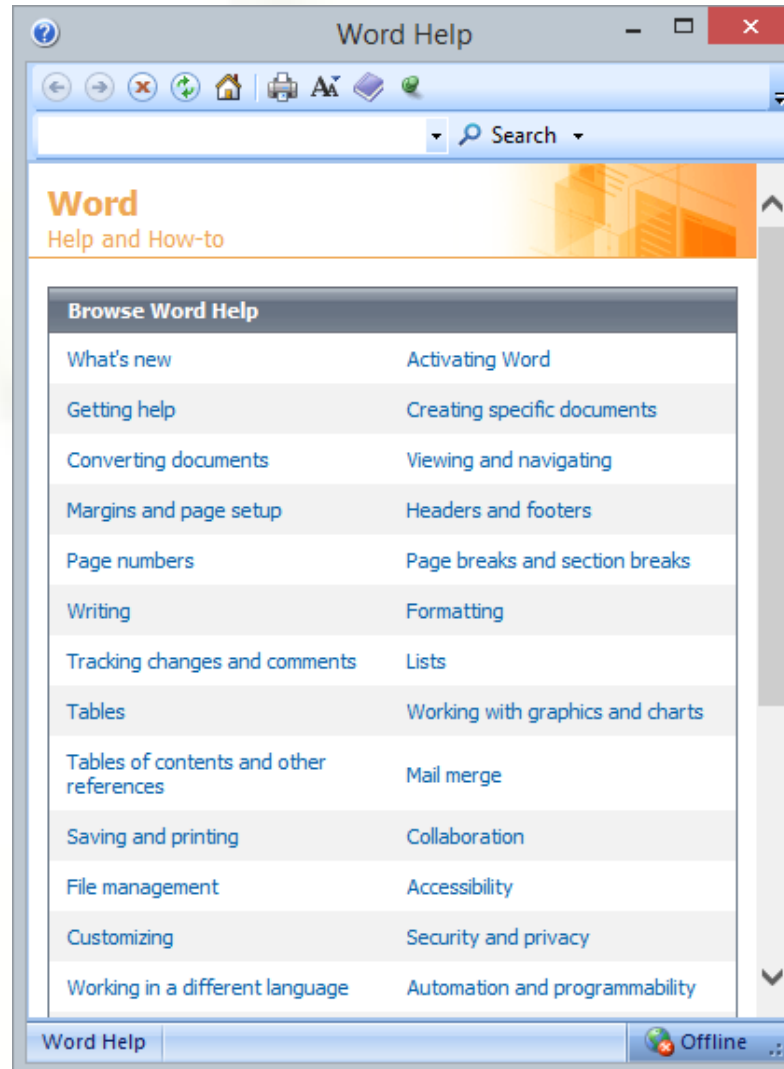 Word Help
Search
Word
Help and How-to
Browse Word Help
What's new
Activating Word
Getting help
Creating specific documents
Converting documents
Viewing and navigating
Margins and page setup
Headers and footers
Page numbers
Page breaks and section breaks
Writing
Formatting
Tracking changes and comments
Lists
Tables
Working with graphics and charts
Tables of contents and other
references
Mail merge
Saving and printing
Collaboration
File management
Accessibility
Customizing
Security and privacy
Working in a different language
Automation and programmability
Word Help
Offline